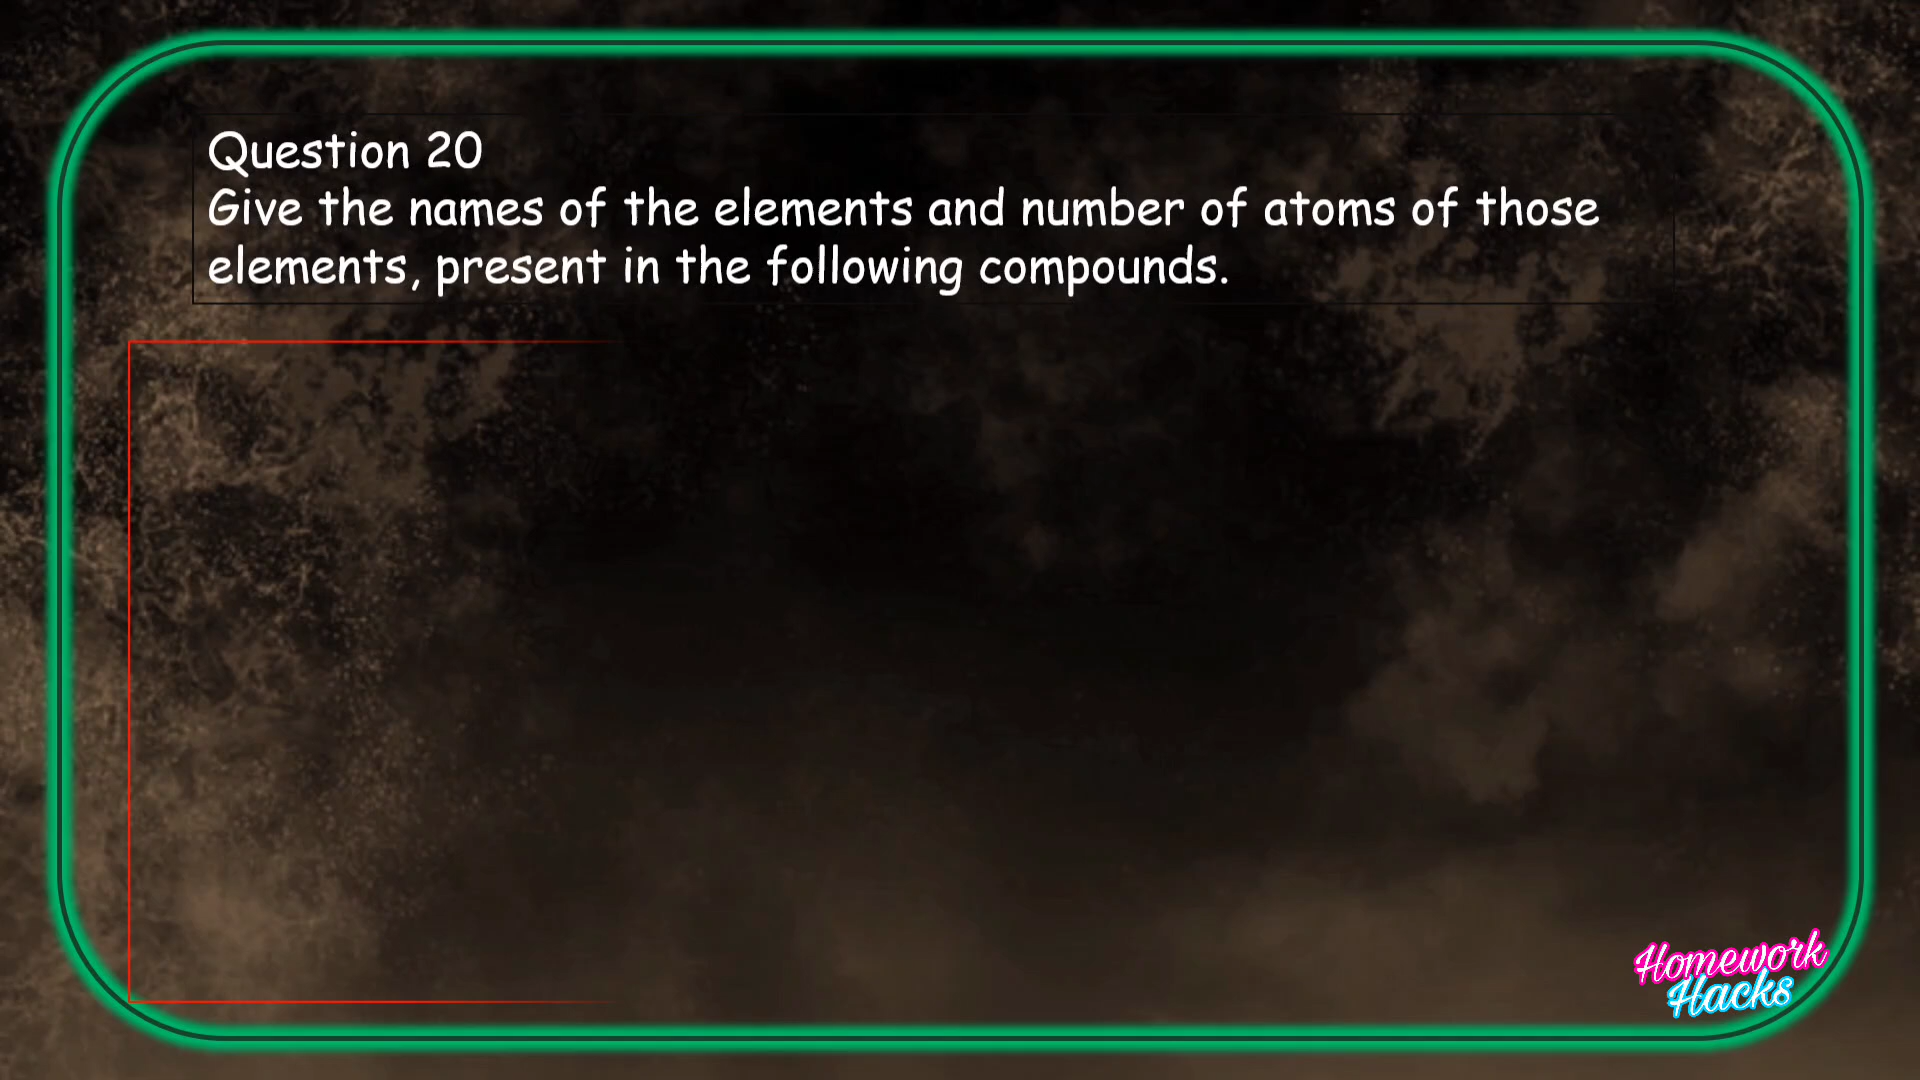 Question 20
Give the names of the elements and number of atoms of those
elements, present in the following compounds.
Homework
Hacks